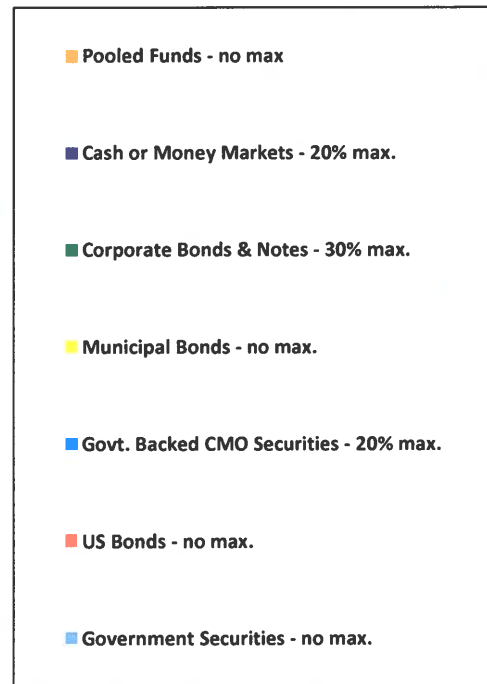 Pooled Funds - no max
Cash or Money Markets - 20% max.
Corporate Bonds & Notes - 30% max.
Municipal Bonds - no max.
Govt. Backed CMO Securities - 20% max.
US Bonds - no max.
Government Securities - no max.